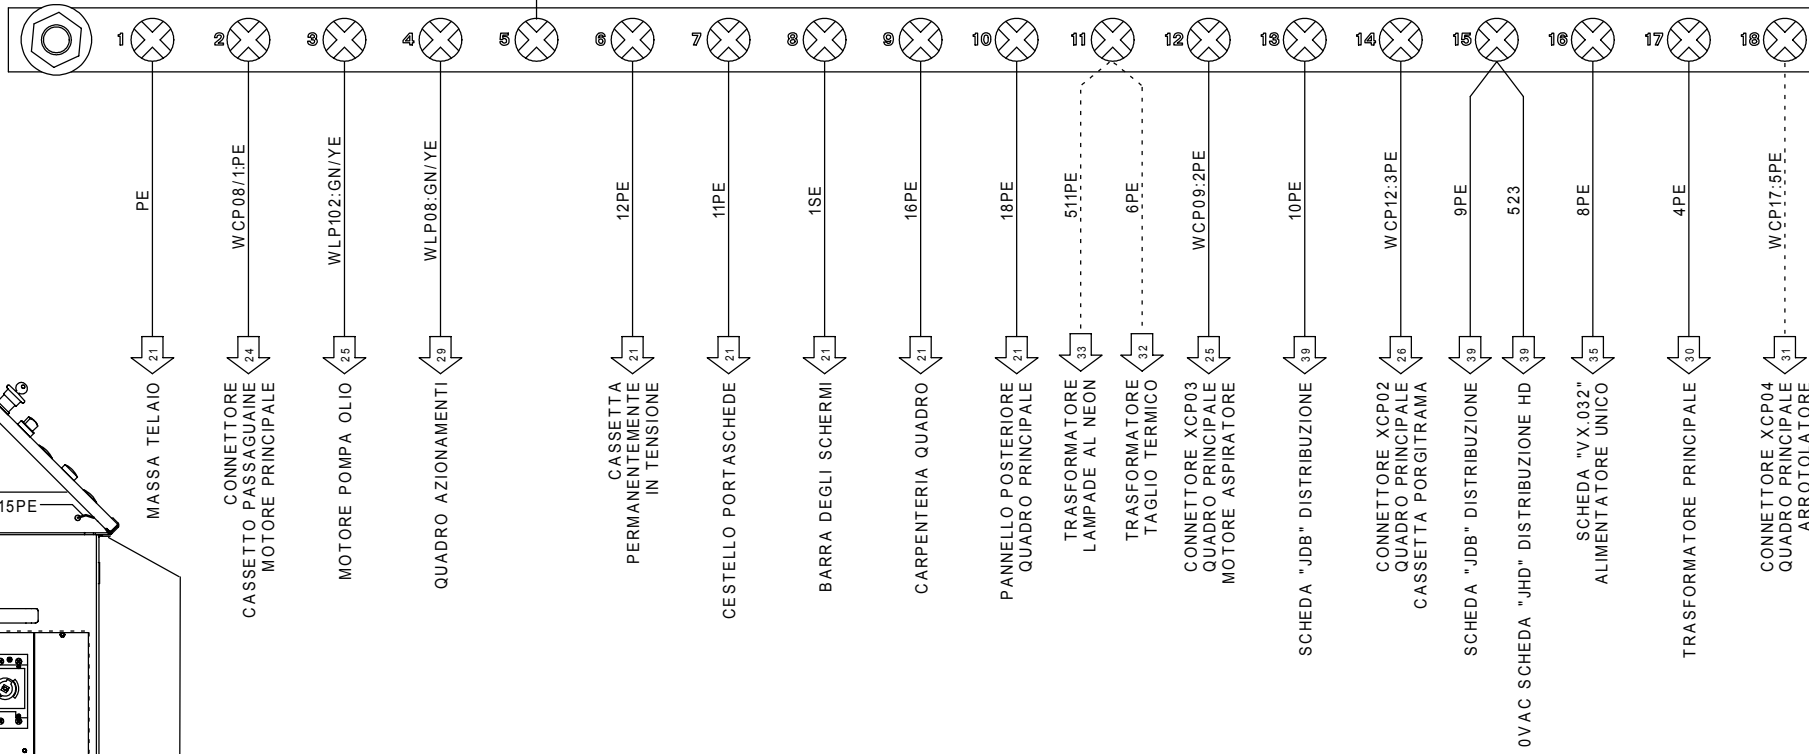 1 2 3 4 5 6 7 8 9 10 11 12 13 14 15 16 17 18
PE
WCP08/1:PE
WLP102:GN/YE
WLP08:GN/YE
12PE
11PE
1SE
16PE
18PE
511PE
6PE
WCP09:2PE
10PE
WCP12:3PE
9PE
523
8PE
4PE
WCP17:5PE
21 24 25 29 21 21 21 21 21 33 32 25 39 26 39 39 35 30 31
MASSA TELAIO
CONNETTORE
CASSETTO PASSAGUAINE
MOTORE PRINCIPALE
MOTORE POMPA OLIO
QUADRO AZIONAMENTI
CASSETTA
PERMANENTEMENTE
IN TENSIONE
CESTELLO PORTASCHEDE
BARRA DEGLI SCHERMI
CARPENTERIA QUADRO
PANNELLO POSTERIORE
QUADRO PRINCIPALE
TRASFORMATORE
LAMPADE AL NEON
TRASFORMATORE
TAGLIO TERMICO
CONNETTORE XCP03
QUADRO PRINCIPALE
MOTORE ASPIRATORE
SCHEDA "JDB" DISTRIBUZIONE
CONNETTORE XCP02
QUADRO PRINCIPALE
CASSETTA PORGITRAMA
SCHEDA "JDB" DISTRIBUZIONE
0VAC SCHEDA "JHD" DISTRIBUZIONE HD
SCHEDA "VX.032"
ALIMENTATORE UNICO
TRASFORMATORE PRINCIPALE
CONNETTORE XCP04
QUADRO PRINCIPALE
ARROTOLATORE
15PE